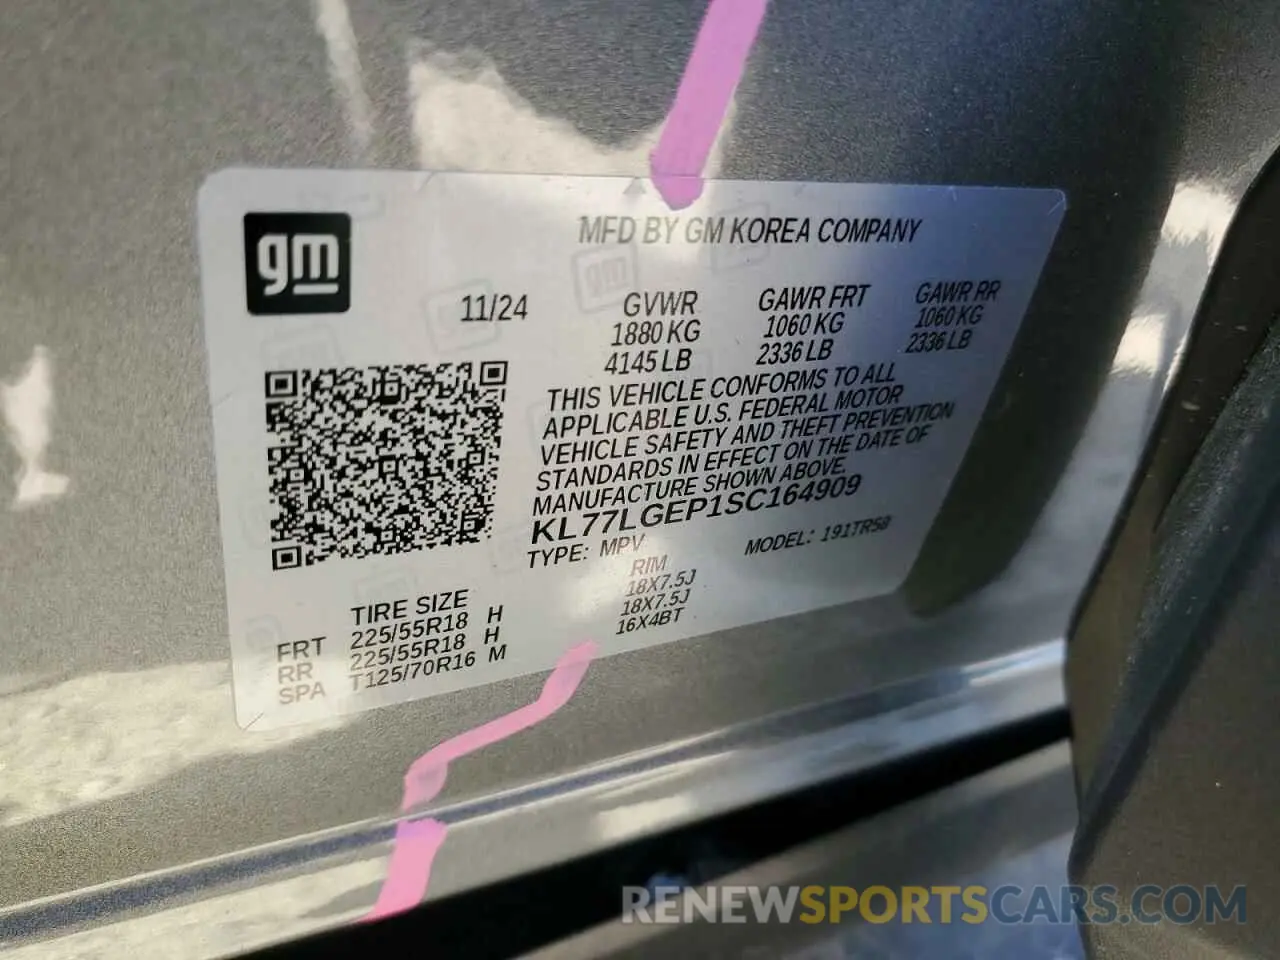 gm
MFD BY GM KOREA COMPANY
11/24
GVWR GAWR FRT GAWR RR
1880 KG 1060 KG 1060 KG
4145 LB 2336 LB 2336 LB
THIS VEHICLE CONFORMS TO ALL
APPLICABLE U.S. FEDERAL MOTOR
VEHICLE SAFETY AND THEFT PREVENTION
STANDARDS IN EFFECT ON THE DATE OF
MANUFACTURE SHOWN ABOVE.
KL77LGEP1SC164909
TYPE: MPV MODEL: 191TR58
TIRE SIZE RIM
FRT 225/55R18 H 18X7.5J
RR 225/55R18 H 18X7.5J
SPA T125/70R16 M 16X4BT
RENEWSPORTSCARS.COM